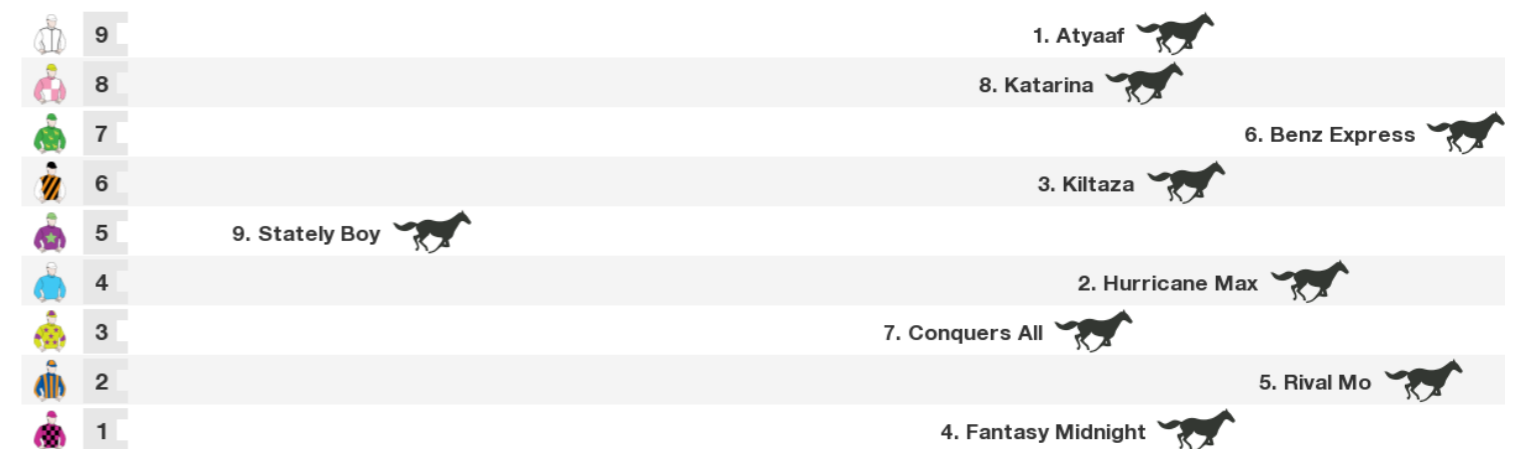 9 1. Atyaaf
8 8. Katarina
7 6. Benz Express
6 3. Kiltaza
5 9. Stately Boy
4 2. Hurricane Max
3 7. Conquers All
2 5. Rival Mo
1 4. Fantasy Midnight